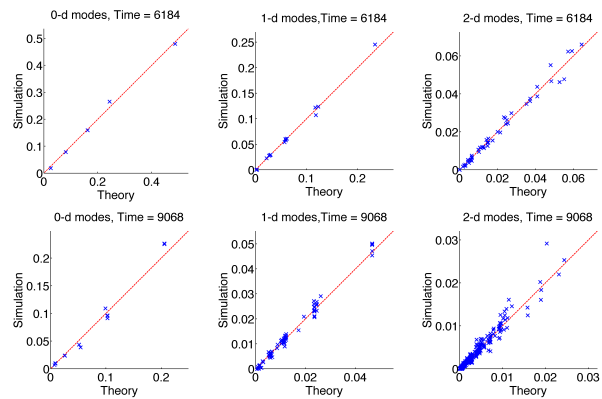 0-d modes, Time = 6184
0.5
0.4
0.3
0.2
0.1
0
0
0.2
0.4
Simulation
Theory
1-d modes,Time = 6184
0.25
0.2
0.15
0.1
0.05
0
0
0.1
0.2
Simulation
Theory
2-d modes, Time = 6184
0.06
0.04
0.02
0
0
0.02
0.04
0.06
Simulation
Theory
0-d modes, Time = 9068
0.2
0.15
0.1
0.05
0
0
0.1
0.2
Simulation
Theory
1-d modes,Time = 9068
0.05
0.04
0.03
0.02
0.01
0
0
0.02
0.04
Simulation
Theory
2-d modes, Time = 9068
0.03
0.02
0.01
0
0
0.01
0.02
0.03
Simulation
Theory